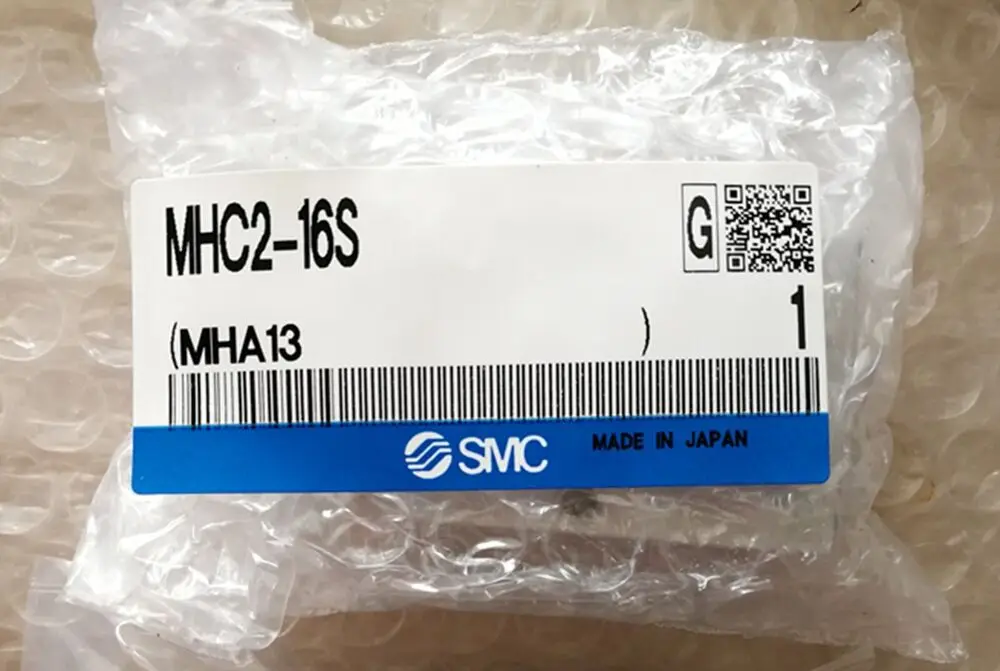 MHC2-16S
G
(MHA13 )
1
SMC
MADE IN JAPAN